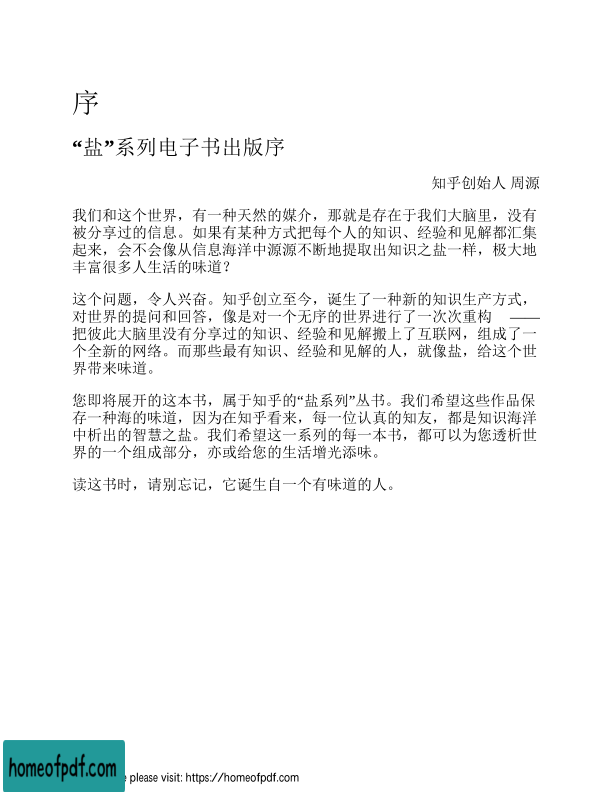 序
“盐”系列电子书出版序
知乎创始人 周源
我们和这个世界，有一种天然的媒介，那就是存在于我们大脑里，没有
被分享过的信息。如果有某种方式把每个人的知识、经验和见解都汇集
起来，会不会像从信息海洋中源源不断地提取出知识之盐一样，极大地
丰富很多人生活的味道？
这个问题，令人兴奋。知乎创立至今，诞生了一种新的知识生产方式，
对世界的提问和回答，像是对一个无序的世界进行了一次次重构 ——
把彼此大脑里没有分享过的知识、经验和见解搬上了互联网，组成了一
个全新的网络。而那些最有知识、经验和见解的人，就像盐，给这个世
界带来味道。
您即将展开的这本书，属于知乎的“盐系列”丛书。我们希望这些作品保
存一种海的味道，因为在知乎看来，每一位认真的知友，都是知识海洋
中析出的智慧之盐。我们希望这一系列的每一本书，都可以为您透析世
界的一个组成部分，亦或给您的生活增光添味。
读这书时，请别忘记，它诞生自一个有味道的人。
homeofpdf.com
e please visit: https://homeofpdf.com